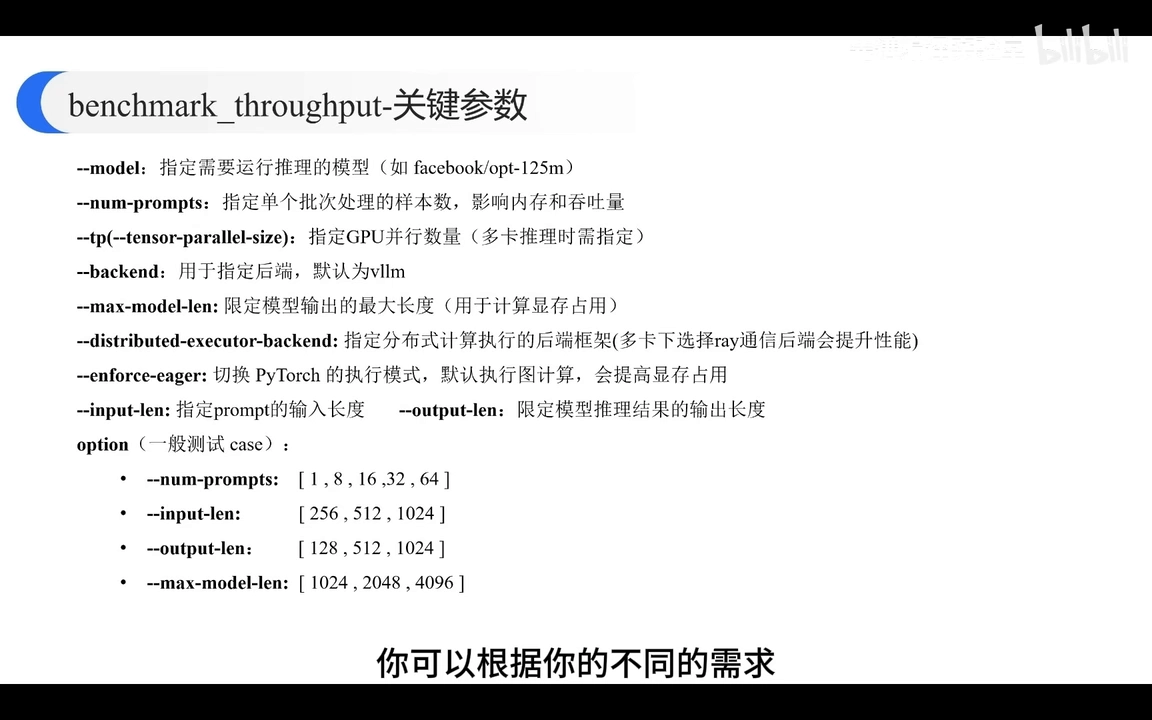 bilibili
benchmark_throughput-关键参数
--model：指定需要运行推理的模型（如 facebook/opt-125m）
--num-prompts：指定单个批次处理的样本数，影响内存和吞吐量
--tp(--tensor-parallel-size)：指定GPU并行数量（多卡推理时需指定）
--backend：用于指定后端，默认为vllm
--max-model-len: 限定模型输出的最大长度（用于计算显存占用）
--distributed-executor-backend: 指定分布式计算执行的后端框架(多卡下选择ray通信后端会提升性能)
--enforce-eager: 切换 PyTorch 的执行模式，默认执行图计算，会提高显存占用
--input-len: 指定prompt的输入长度 --output-len：限定模型推理结果的输出长度
option（一般测试 case）：
• --num-prompts: [ 1 , 8 , 16 ,32 , 64 ]
• --input-len: [ 256 , 512 , 1024 ]
• --output-len： [ 128 , 512 , 1024 ]
• --max-model-len: [ 1024 , 2048 , 4096 ]
你可以根据你的不同的需求